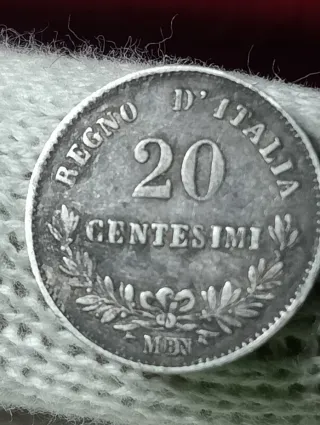 REGNO D'ITALIA
20
CENTESIMI
MBN